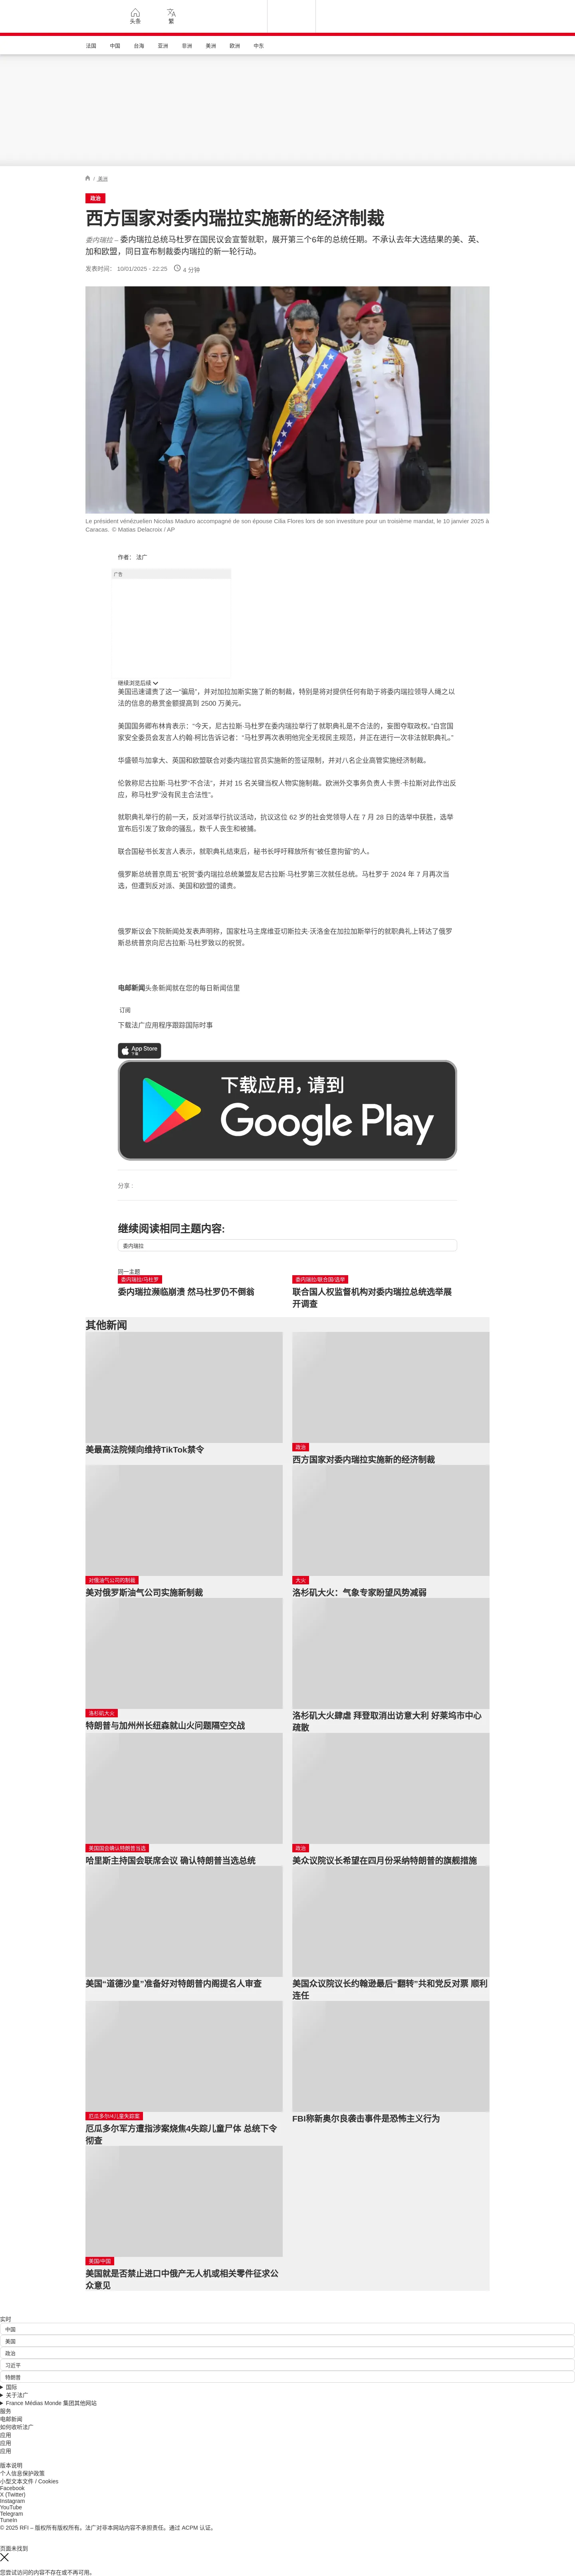 头条
繁
法国
中国
台海
亚洲
非洲
美洲
欧洲
中东
/ 美洲
政治
西方国家对委内瑞拉实施新的经济制裁
委内瑞拉 – 委内瑞拉总统马杜罗在国民议会宣誓就职，展开第三个6年的总统任期。不承认去年大选结果的美、英、
加和欧盟，同日宣布制裁委内瑞拉的新一轮行动。
发表时间： 10/01/2025 - 22:25
4 分钟
Le président vénézuelien Nicolas Maduro accompagné de son épouse Cilia Flores lors de son investiture pour un troisième mandat, le 10 janvier 2025 à
Caracas. © Matias Delacroix / AP
作者： 法广
广告
继续浏览后续
美国迅速谴责了这一“骗局”，并对加拉加斯实施了新的制裁，特别是将对提供任何有助于将委内瑞拉领导人绳之以
法的信息的悬赏金额提高到 2500 万美元。
美国国务卿布林肯表示：“今天，尼古拉斯·马杜罗在委内瑞拉举行了就职典礼是不合法的，妄图夺取政权。”白宫国
家安全委员会发言人约翰·柯比告诉记者：“马杜罗再次表明他完全无视民主规范，并正在进行一次非法就职典礼。”
华盛顿与加拿大、英国和欧盟联合对委内瑞拉官员实施新的签证限制，并对八名企业高管实施经济制裁。
伦敦称尼古拉斯·马杜罗“不合法”，并对 15 名关键当权人物实施制裁。欧洲外交事务负责人卡贾·卡拉斯对此作出反
应，称马杜罗“没有民主合法性”。
就职典礼举行的前一天，反对派举行抗议活动，抗议这位 62 岁的社会党领导人在 7 月 28 日的选举中获胜，选举
宣布后引发了致命的骚乱，数千人丧生和被捕。
联合国秘书长发言人表示，就职典礼结束后，秘书长呼吁释放所有“被任意拘留”的人。
俄罗斯总统普京周五“祝贺”委内瑞拉总统兼盟友尼古拉斯·马杜罗第三次就任总统。马杜罗于 2024 年 7 月再次当
选，但遭到反对派、美国和欧盟的谴责。
俄罗斯议会下院新闻处发表声明称，国家杜马主席维亚切斯拉夫·沃洛金在加拉加斯举行的就职典礼上转达了俄罗
斯总统普京向尼古拉斯·马杜罗致以的祝贺。
电邮新闻头条新闻就在您的每日新闻信里
订阅
下载法广应用程序跟踪国际时事
App Store
下载
下载应用，请到
Google Play
分享 :
继续阅读相同主题内容:
委内瑞拉
同一主题
委内瑞拉/马杜罗
委内瑞拉濒临崩溃 然马杜罗仍不倒翁
委内瑞拉/联合国/选举
联合国人权监督机构对委内瑞拉总统选举展
开调查
其他新闻
美最高法院倾向维持TikTok禁令
政治
西方国家对委内瑞拉实施新的经济制裁
对俄油气公司的制裁
美对俄罗斯油气公司实施新制裁
大火
洛杉矶大火：气象专家盼望风势减弱
洛杉矶大火
特朗普与加州州长纽森就山火问题隔空交战
洛杉矶大火肆虐 拜登取消出访意大利 好莱坞市中心
疏散
美国国会确认特朗普当选
哈里斯主持国会联席会议 确认特朗普当选总统
政治
美众议院议长希望在四月份采纳特朗普的旗舰措施
美国“道德沙皇”准备好对特朗普内阁提名人审查
美国众议院议长约翰逊最后“翻转”共和党反对票 顺利
连任
厄瓜多尔/4儿童失踪案
厄瓜多尔军方遭指涉案烧焦4失踪儿童尸体 总统下令
彻查
FBI称新奥尔良袭击事件是恐怖主义行为
美国/中国
美国就是否禁止进口中俄产无人机或相关零件征求公
众意见
实时
中国
美国
政治
习近平
特朗普
国际
关于法广
France Médias Monde 集团其他网站
服务
电邮新闻
如何收听法广
应用
应用
应用
版本说明
个人信息保护政策
小型文本文件 / Cookies
Facebook
X (Twitter)
Instagram
YouTube
Telegram
TuneIn
© 2025 RFI – 版权所有版权所有。法广对非本网站内容不承担责任。通过 ACPM 认证。
页面未找到
您尝试访问的内容不存在或不再可用。